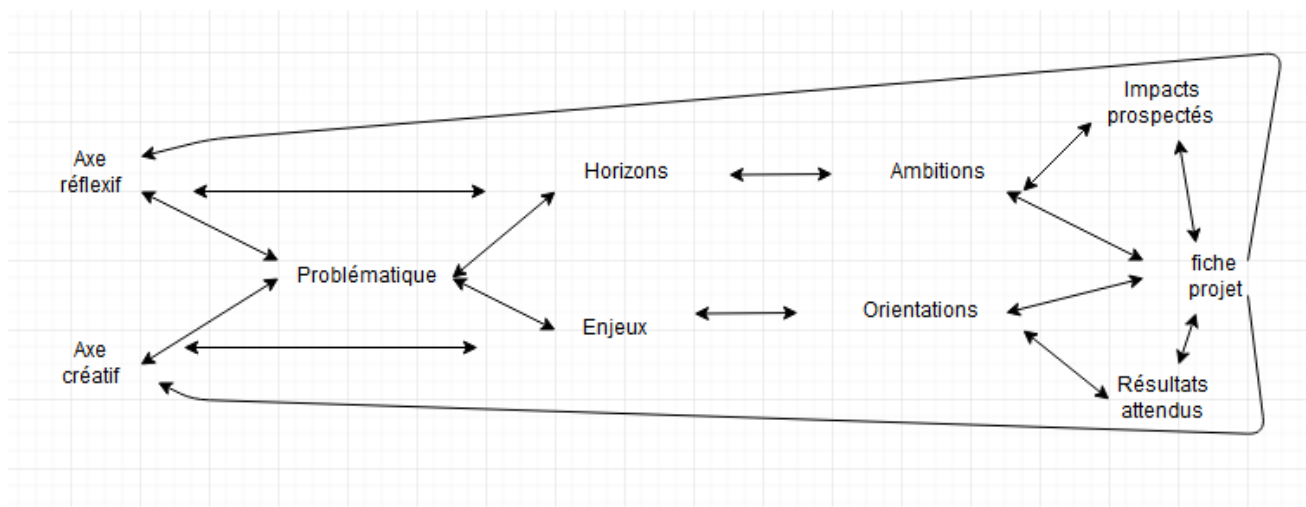 Impacts
prospectés
Axe
réflexif
Horizons
Ambitions
Problématique
fiche
projet
Enjeux
Orientations
Axe
créatif
Résultats
attendus